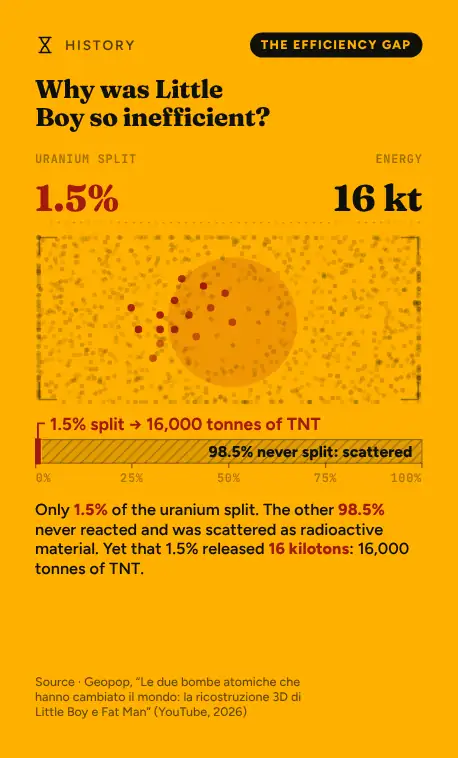 HISTORY
THE EFFICIENCY GAP
Why was Little
Boy so inefficient?
URANIUM SPLIT
ENERGY
1.5%
16 kt
1.5% split → 16,000 tonnes of TNT
98.5% never split: scattered
0% 25% 50% 75% 100%
Only 1.5% of the uranium split. The other 98.5%
never reacted and was scattered as radioactive
material. Yet that 1.5% released 16 kilotons: 16,000
tonnes of TNT.
Source · Geopop, “Le due bombe atomiche che
hanno cambiato il mondo: la ricostruzione 3D di
Little Boy e Fat Man” (YouTube, 2026)